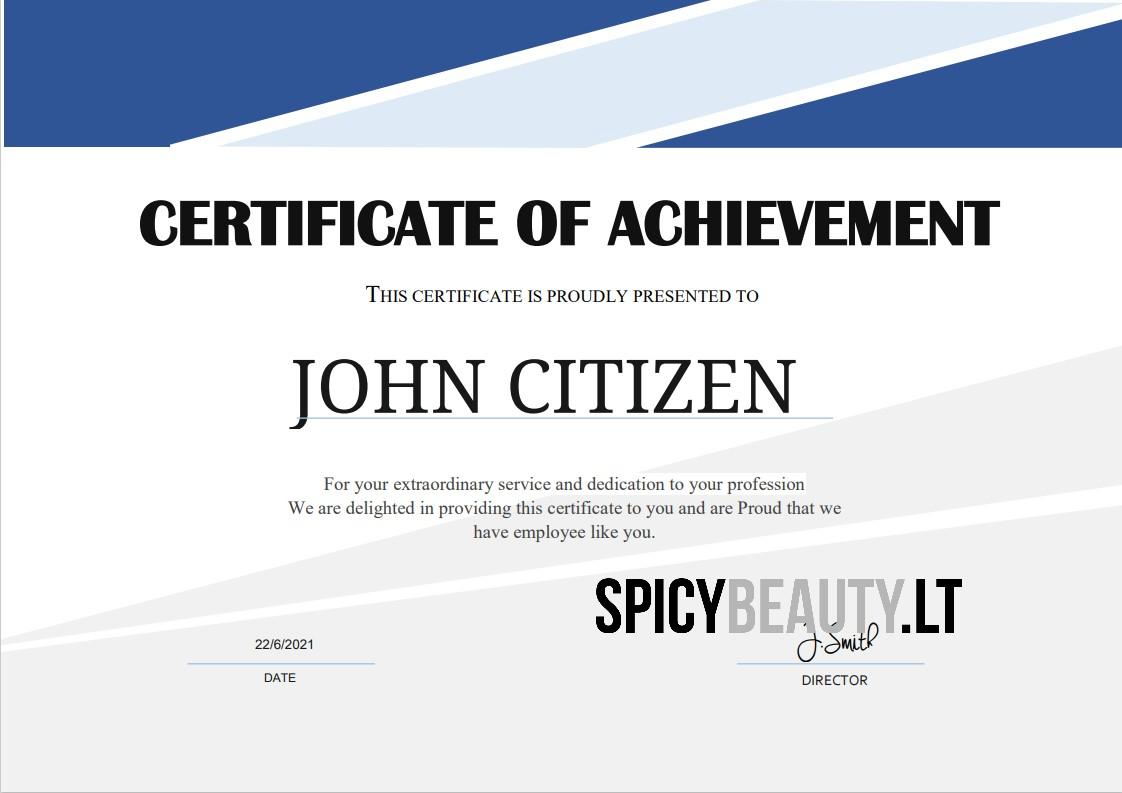 CERTIFICATE OF ACHIEVEMENT
THIS CERTIFICATE IS PROUDLY PRESENTED TO
JOHN CITIZEN
For your extraordinary service and dedication to your profession
We are delighted in providing this certificate to you and are Proud that we
have employee like you.
SPICYBEAUTY.LT
22/6/2021
J.Smith
DATE
DIRECTOR